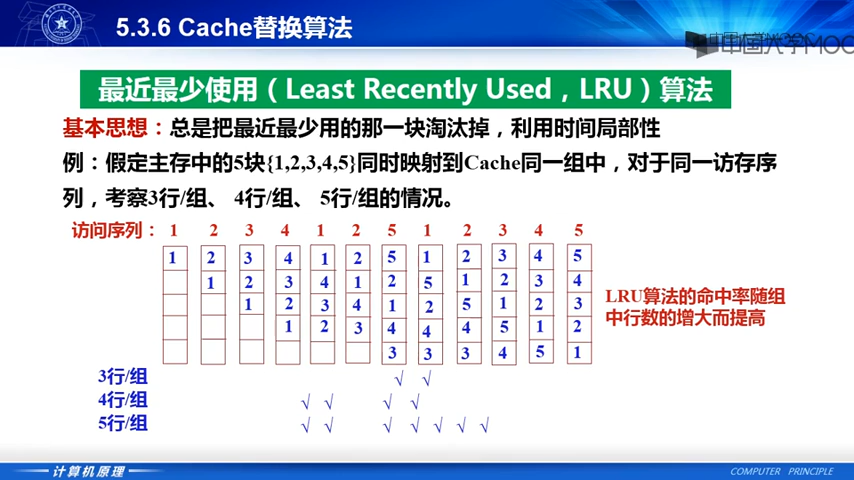 5.3.6 Cache替换算法
中国大学MOOC
最近最少使用（Least Recently Used，LRU）算法
基本思想：总是把最近最少用的那一块淘汰掉，利用时间局部性
例：假定主存中的5块{1,2,3,4,5}同时映射到Cache同一组中，对于同一访存序
列，考察3行/组、 4行/组、 5行/组的情况。
访问序列： 1 2 3 4 1 2 5 1 2 3 4 5
1 2 3 4 1 2 5 1 2 3 4 5
1 2 3 4 1 2 5 1 2 3 4
1 2 3 4 1 2 5 1 2 3
1 2 3 4 4 4 5 1 2
3 3 3 4 5 1
LRU算法的命中率随组
中行数的增大而提高
3行/组 √ √
4行/组 √ √ √ √
5行/组 √ √ √ √ √ √ √
计算机原理
COMPUTER PRINCIPLE